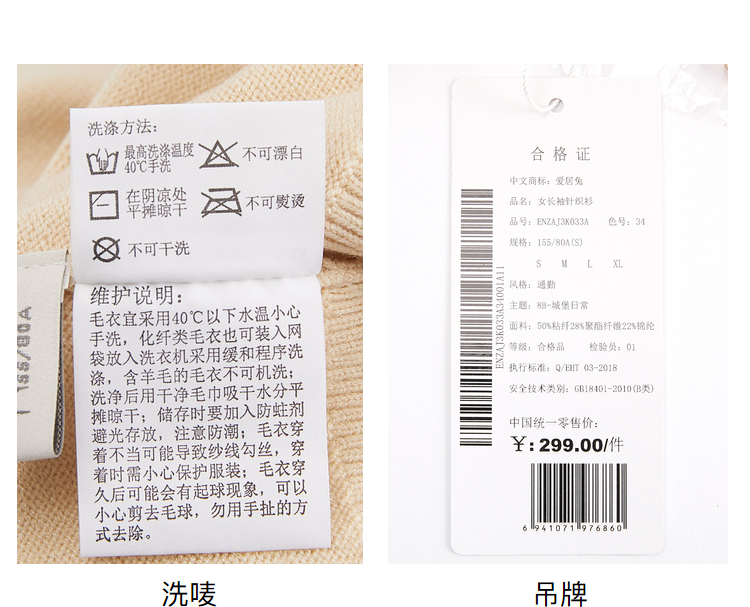 洗涤方法：
最高洗涤温度
40℃手洗
不可漂白
在阴凉处
平摊晾干
不可熨烫
不可干洗
维护说明：
毛衣宜采用40℃以下水温小心
手洗，化纤类毛衣也可装入网
袋放入洗衣机采用缓和程序洗
涤，含羊毛的毛衣不可机洗；
洗净后用干净毛巾吸干水分平
摊晾干；储存时要加入防蛀剂
避光存放，注意防潮；毛衣穿
着不当可能导致纱线勾丝，穿
着时需小心保护服装；毛衣穿
久后可能会有起球现象，可以
小心剪去毛球，勿用手扯的方
式去除。
155/80A
洗唛
合格证
中文商标：爱居兔
品名：女长袖针织衫
品号：ENZAJ3K033A 色号：34
规格：155/80A(S)
S M L XL
风格：通勤
主题：8B-城堡日常
面料：50%粘纤28%聚酯纤维22%锦纶
等级：合格品 检验员：01
执行标准：Q/EHT 03-2018
安全技术类别：GB18401-2010(B类)
中国统一零售价：
￥：299.00/件
6 941071 976860
ENZAJ3K033A34001A11
吊牌